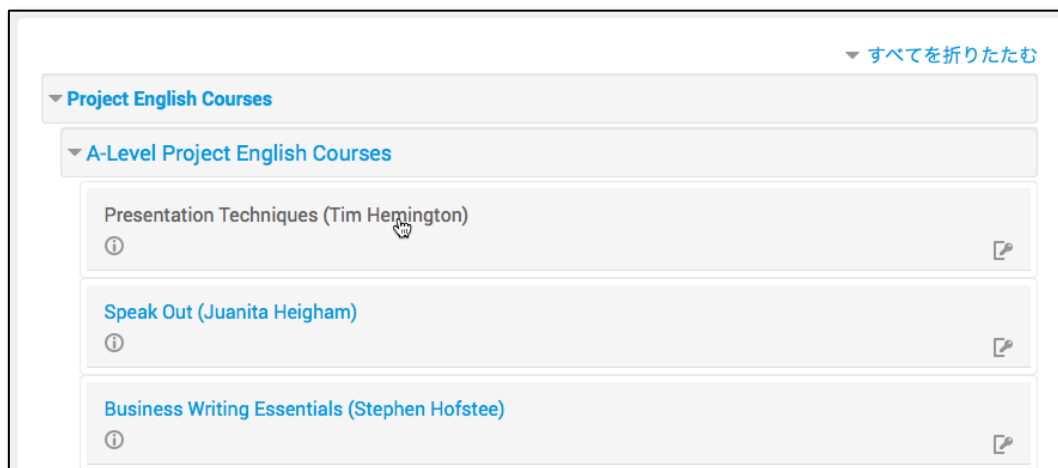 すべてを折りたたむ
Project English Courses
A-Level Project English Courses
Presentation Techniques (Tim Hemington)
Speak Out (Juanita Heigham)
Business Writing Essentials (Stephen Hofstee)